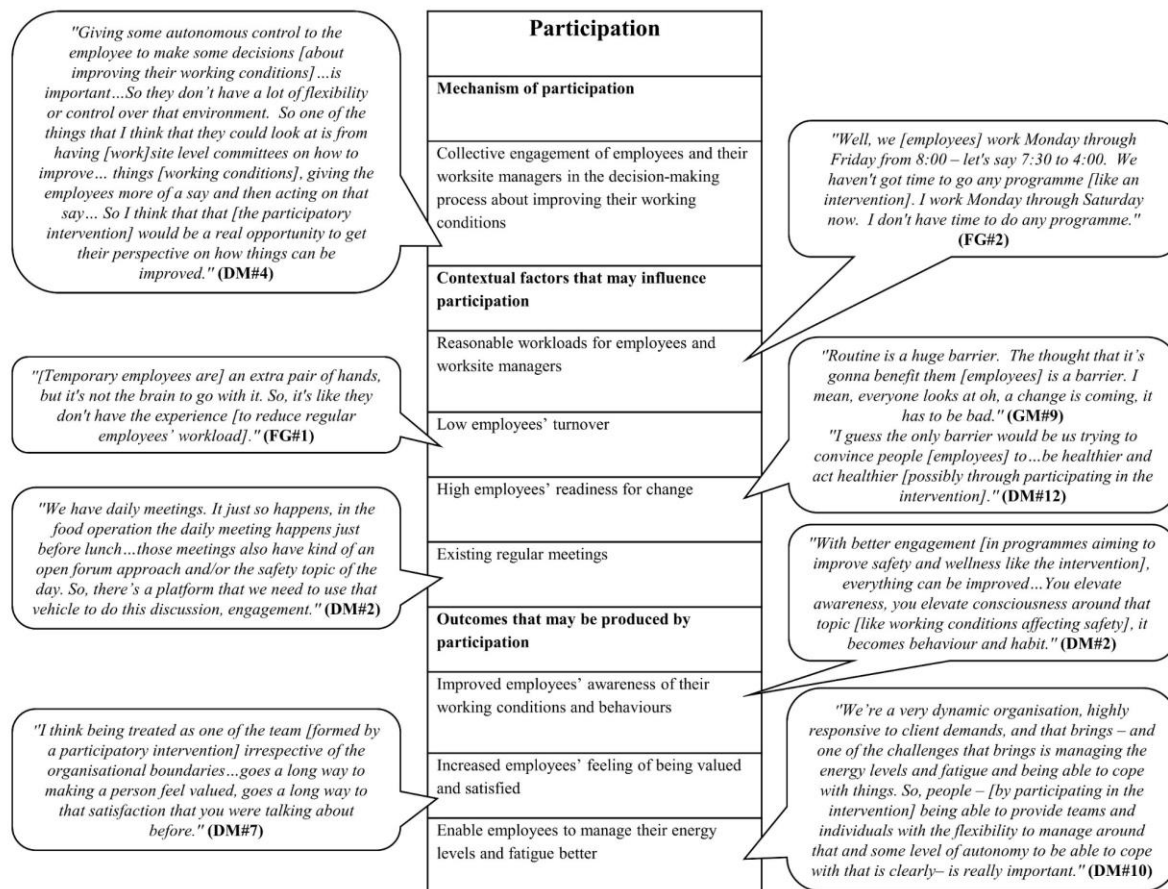 "Giving some autonomous control to the
employee to make some decisions [about
improving their working conditions]…is
important…So they don't have a lot of flexibility
or control over that environment.  So one of the
things that I think that they could look at is from
having [work]site level committees on how to
improve… things [working conditions], giving the
employees more of a say and then acting on that
say… So I think that that [the participatory
intervention] would be a real opportunity to get
their perspective on how things can be
improved." (DM#4)
"[Temporary employees are] an extra pair of hands,
but it's not the brain to go with it. So, it's like they
don't have the experience [to reduce regular
employees' workload]." (FG#1)
"We have daily meetings. It just so happens, in the
food operation the daily meeting happens just
before lunch…those meetings also have kind of an
open forum approach and/or the safety topic of the
day. So, there's a platform that we need to use that
vehicle to do this discussion, engagement." (DM#2)
"I think being treated as one of the team [formed by
a participatory intervention] irrespective of the
organisational boundaries…goes a long way to
making a person feel valued, goes a long way to
that satisfaction that you were talking about
before." (DM#7)
Participation
Mechanism of participation
Collective engagement of employees and their
worksite managers in the decision-making
process about improving their working
conditions
Contextual factors that may influence
participation
Reasonable workloads for employees and
worksite managers
Low employees' turnover
High employees' readiness for change
Existing regular meetings
Outcomes that may be produced by
participation
Improved employees' awareness of their
working conditions and behaviours
Increased employees' feeling of being valued
and satisfied
Enable employees to manage their energy
levels and fatigue better
"Well, we [employees] work Monday through
Friday from 8:00 – let's say 7:30 to 4:00.  We
haven't got time to go any programme [like an
intervention]. I work Monday through Saturday
now.  I don't have time to do any programme."
(FG#2)
"Routine is a huge barrier.  The thought that it's
gonna benefit them [employees] is a barrier. I
mean, everyone looks at oh, a change is coming, it
has to be bad." (GM#9)
"I guess the only barrier would be us trying to
convince people [employees] to…be healthier and
act healthier [possibly through participating in the
intervention]." (DM#12)
"With better engagement [in programmes aiming to
improve safety and wellness like the intervention],
everything can be improved…You elevate
awareness, you elevate consciousness around that
topic [like working conditions affecting safety], it
becomes behaviour and habit." (DM#2)
"We're a very dynamic organisation, highly
responsive to client demands, and that brings – and
one of the challenges that brings is managing the
energy levels and fatigue and being able to cope
with things. So, people – [by participating in the
intervention] being able to provide teams and
individuals with the flexibility to manage around
that and some level of autonomy to be able to cope
with that is clearly– is really important." (DM#10)